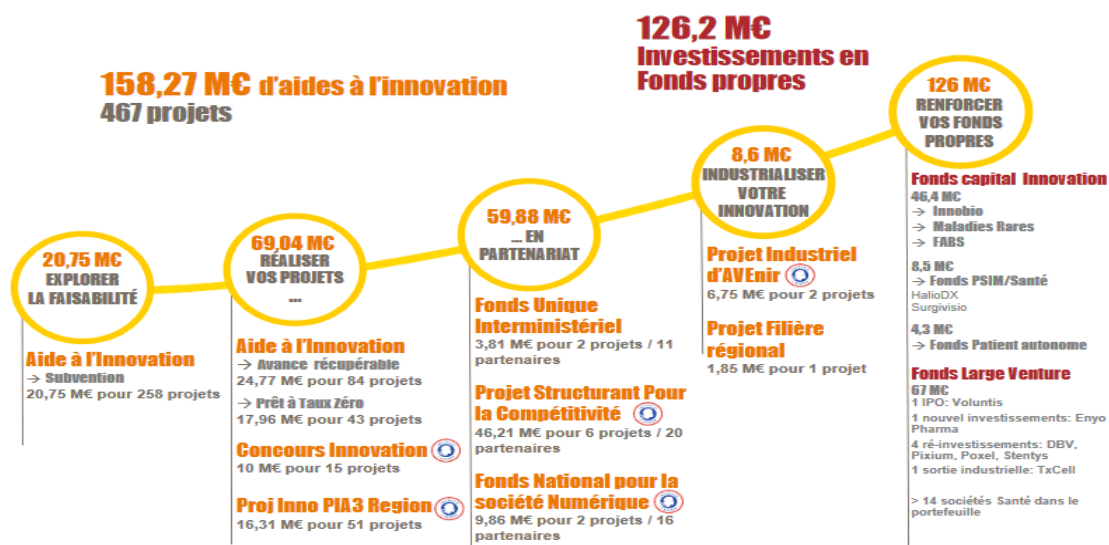 158,27 M€ d'aides à l'innovation
467 projets
126,2 M€
Investissements en
Fonds propres
20,75 M€
EXPLORER
LA FAISABILITÉ
Aide à l'Innovation
→ Subvention
20,75 M€ pour 258 projets
69,04 M€
RÉALISER
VOS PROJETS
...
Aide à l'Innovation
→ Avance récupérable
24,77 M€ pour 84 projets
→ Prêt à Taux Zéro
17,96 M€ pour 43 projets
Concours Innovation
10 M€ pour 15 projets
Proj Inno PIA3 Region
16,31 M€ pour 51 projets
59,88 M€
... EN
PARTENARIAT
Fonds Unique
Interministériel
3,81 M€ pour 2 projets / 11
partenaires
Projet Structurant Pour
la Compétitivité
46,21 M€ pour 6 projets / 20
partenaires
Fonds National pour la
société Numérique
9,86 M€ pour 2 projets / 16
partenaires
8,6 M€
INDUSTRIALISER
VOTRE
INNOVATION
Projet Industriel
d'AVEnir
6,75 M€ pour 2 projets
Projet Filière
régional
1,85 M€ pour 1 projet
126 M€
RENFORCER
VOS FONDS
PROPRES
Fonds capital Innovation
46,4 M€
→ Innobio
→ Maladies Rares
→ FABS
8,5 M€
→ Fonds PSIM/Santé
HalioDX
Surgivisio
4,3 M€
→ Fonds Patient autonome
Fonds Large Venture
67 M€
1 IPO: Voluntis
1 nouvel investissements: Enyo
Pharma
4 ré-investissements: DBV,
Pixium, Poxel, Stentys
1 sortie industrielle: TxCell
> 14 sociétés Santé dans le
portefeuille